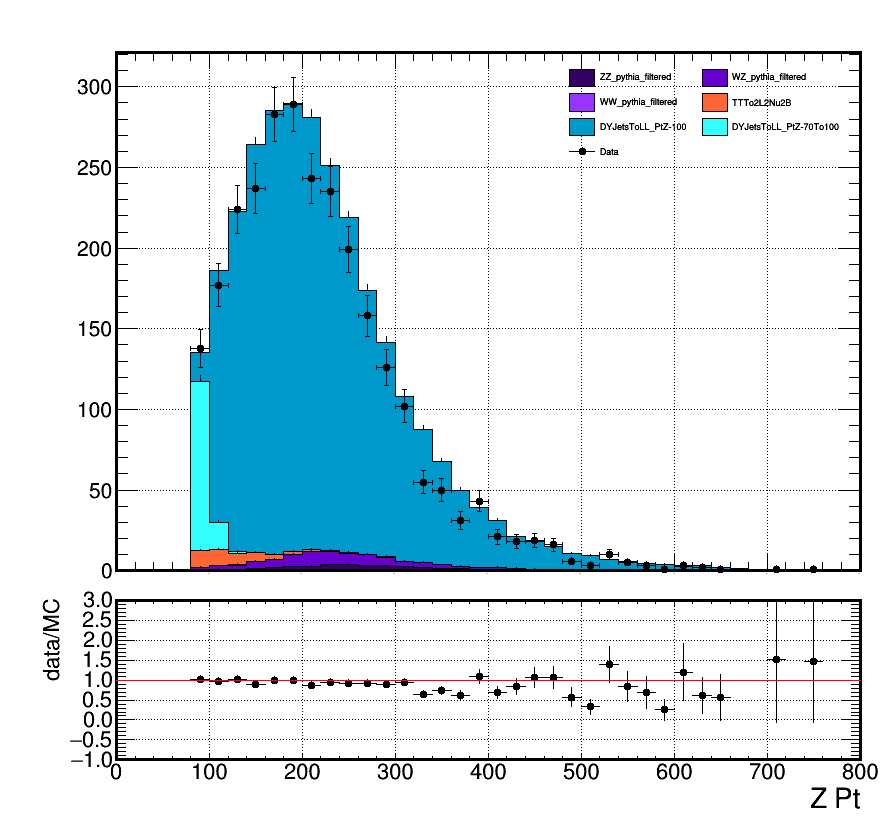 300
250
200
150
100
50
0
ZZ_pythia_filtered WZ_pythia_filtered
WW_pythia_filtered TTTo2L2Nu2B
DYJetsToLL_PtZ-100 DYJetsToLL_PtZ-70To100
Data
data/MC
3.0
2.5
2.0
1.5
1.0
0.5
0.0
−0.5
−1.0
0 100 200 300 400 500 600 700 800
Z Pt